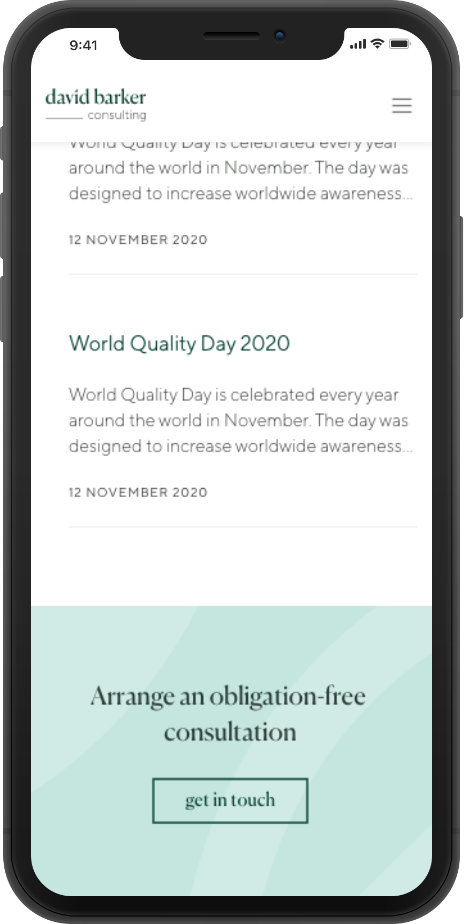 9:41
david barker
consulting
World Quality Day is celebrated every year
around the world in November. The day was
designed to increase worldwide awareness...
12 NOVEMBER 2020
World Quality Day 2020
World Quality Day is celebrated every year
around the world in November. The day was
designed to increase worldwide awareness...
12 NOVEMBER 2020
Arrange an obligation-free
consultation
get in touch